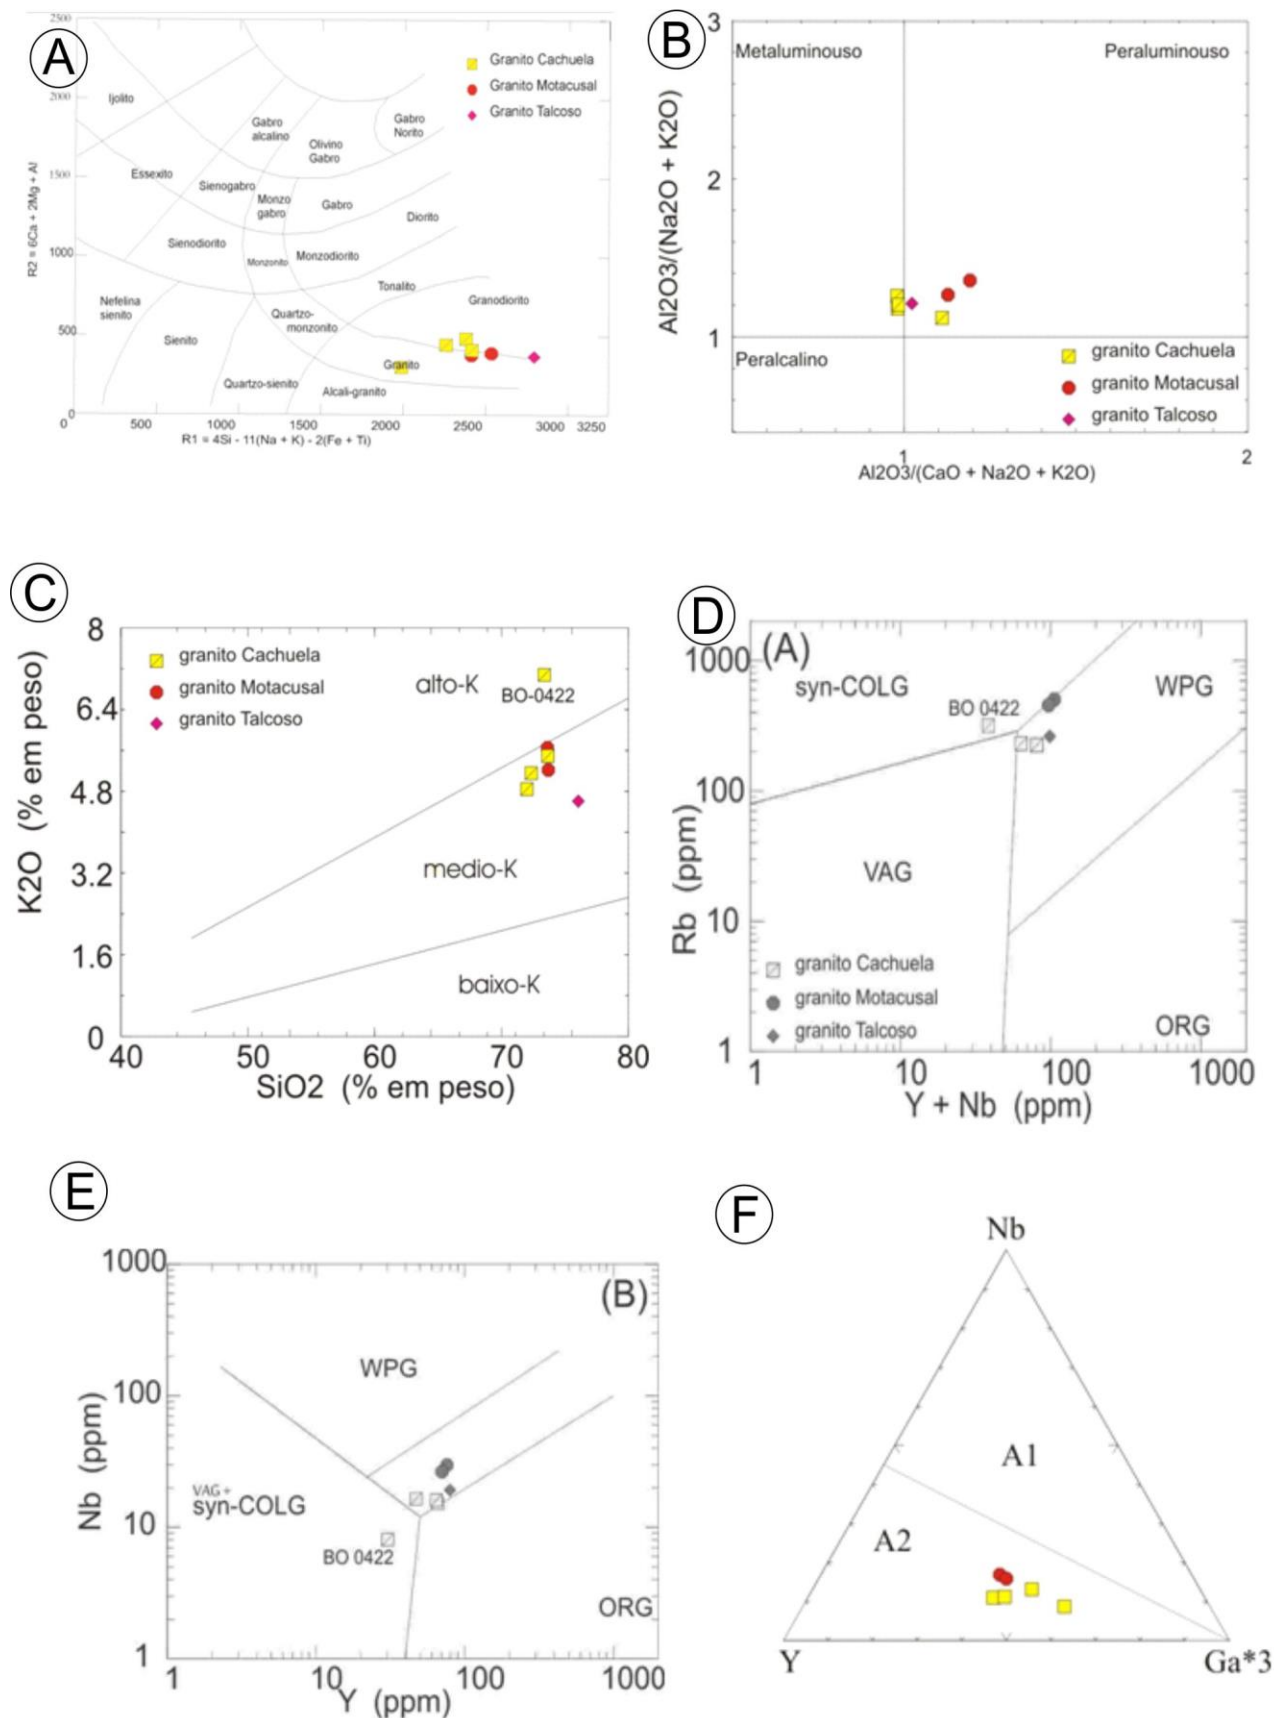 A
2500
2000
1500
1000
500
0
R2 = 6Ca + 2Mg + Al
Granito Cachuela
Granito Motacusal
Granito Talcoso
Ijolito
Gabro
alcalino
Olivino
Gabro
Gabro
Norito
Essexito
Sienogabro
Monzo
gabro
Gabro
Diorito
Sienodiorito
Monzonito
Monzodiorito
Tonalito
Granodiorito
Nefelina
sienito
Sienito
Quartzo-
monzonito
Granito
Quartzo-sienito
Alcali-granito
0 500 1000 1500 2000 2500 3000 3250
R1 = 4Si - 11(Na + K) - 2(Fe + Ti)
B
3
2
1
Al2O3/(Na2O + K2O)
Metaluminouso
Peraluminouso
Peralcalino
granito Cachuela
granito Motacusal
granito Talcoso
1 2
Al2O3/(CaO + Na2O + K2O)
C
8
6.4
4.8
3.2
1.6
0
K2O (% em peso)
granito Cachuela
granito Motacusal
granito Talcoso
alto-K
BO-0422
medio-K
baixo-K
40 50 60 70 80
SiO2 (% em peso)
D
(A)
1000
100
10
1
Rb (ppm)
syn-COLG
WPG
BO 0422
VAG
granito Cachuela
granito Motacusal
granito Talcoso
ORG
1 10 100 1000
Y + Nb (ppm)
E
(B)
1000
100
10
1
Nb (ppm)
WPG
VAG +
syn-COLG
BO 0422
ORG
1 10 100 1000
Y (ppm)
F
Nb
A1
A2
Y
Ga*3